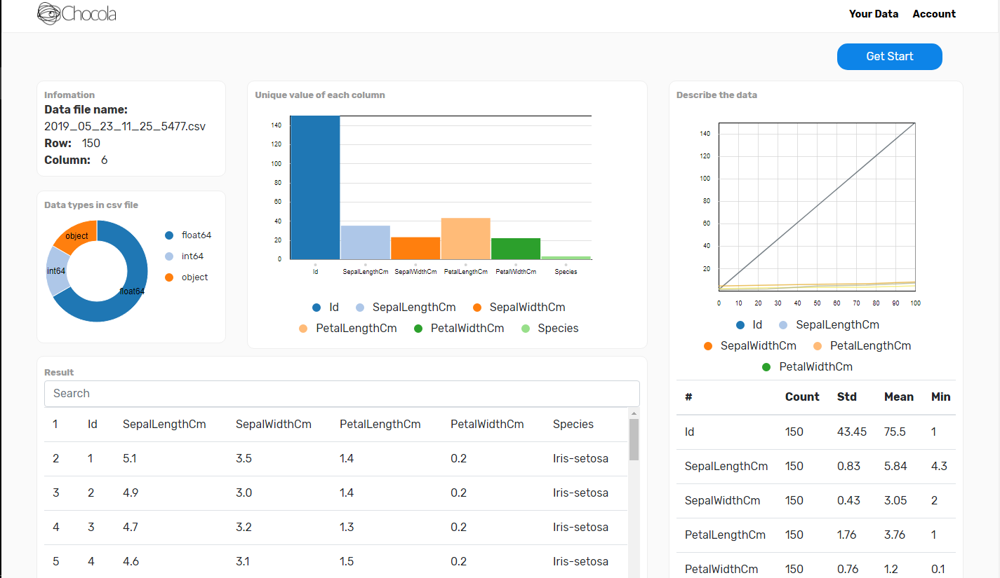 Chocola
Your Data Account
Get Start
Infomation
Data file name:
2019_05_23_11_25_5477.csv
Row: 150
Column: 6
Data types in csv file
object
int64
float64
float64
int64
object
Unique value of each column
140
120
100
80
60
40
20
0
Id SepalLengthCm SepalWidthCm PetalLengthCm PetalWidthCm Species
Id SepalLengthCm SepalWidthCm
PetalLengthCm PetalWidthCm Species
Describe the data
140
120
100
80
60
40
20
0 10 20 30 40 50 60 70 80 90 100
Id SepalLengthCm
SepalWidthCm PetalLengthCm
PetalWidthCm
# Count Std Mean Min
Id 150 43.45 75.5 1
SepalLengthCm 150 0.83 5.84 4.3
SepalWidthCm 150 0.43 3.05 2
PetalLengthCm 150 1.76 3.76 1
PetalWidthCm 150 0.76 1.2 0.1
Result
Search
1 Id SepalLengthCm SepalWidthCm PetalLengthCm PetalWidthCm Species
2 1 5.1 3.5 1.4 0.2 Iris-setosa
3 2 4.9 3.0 1.4 0.2 Iris-setosa
4 3 4.7 3.2 1.3 0.2 Iris-setosa
5 4 4.6 3.1 1.5 0.2 Iris-setosa